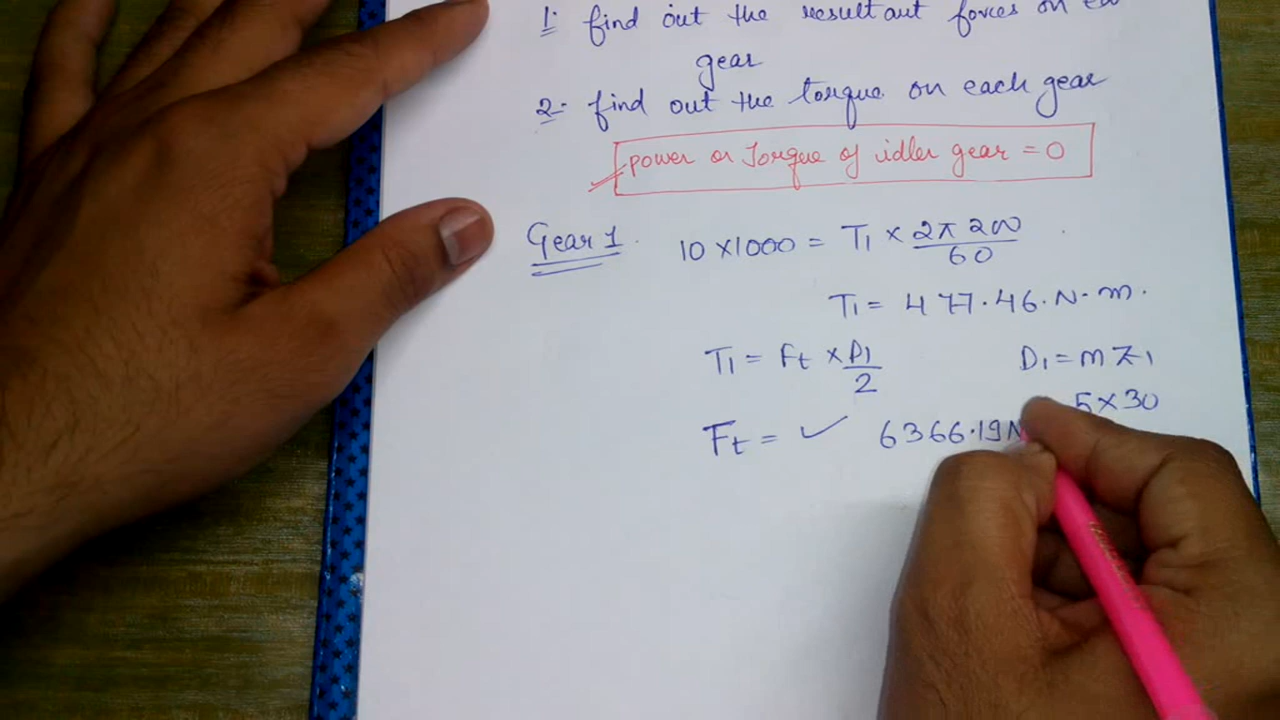 1- find out the resultant forces on
gear
2- find out the torque on each gear
power or Torque of idler gear = 0
Gear 1 10 × 1000 = T1 × 2π 200 / 60
T1 = 477.46 · N·m.
T1 = Ft × D1 / 2 D1 = m Z1
5 × 30
Ft = ✓ 6366.19 N